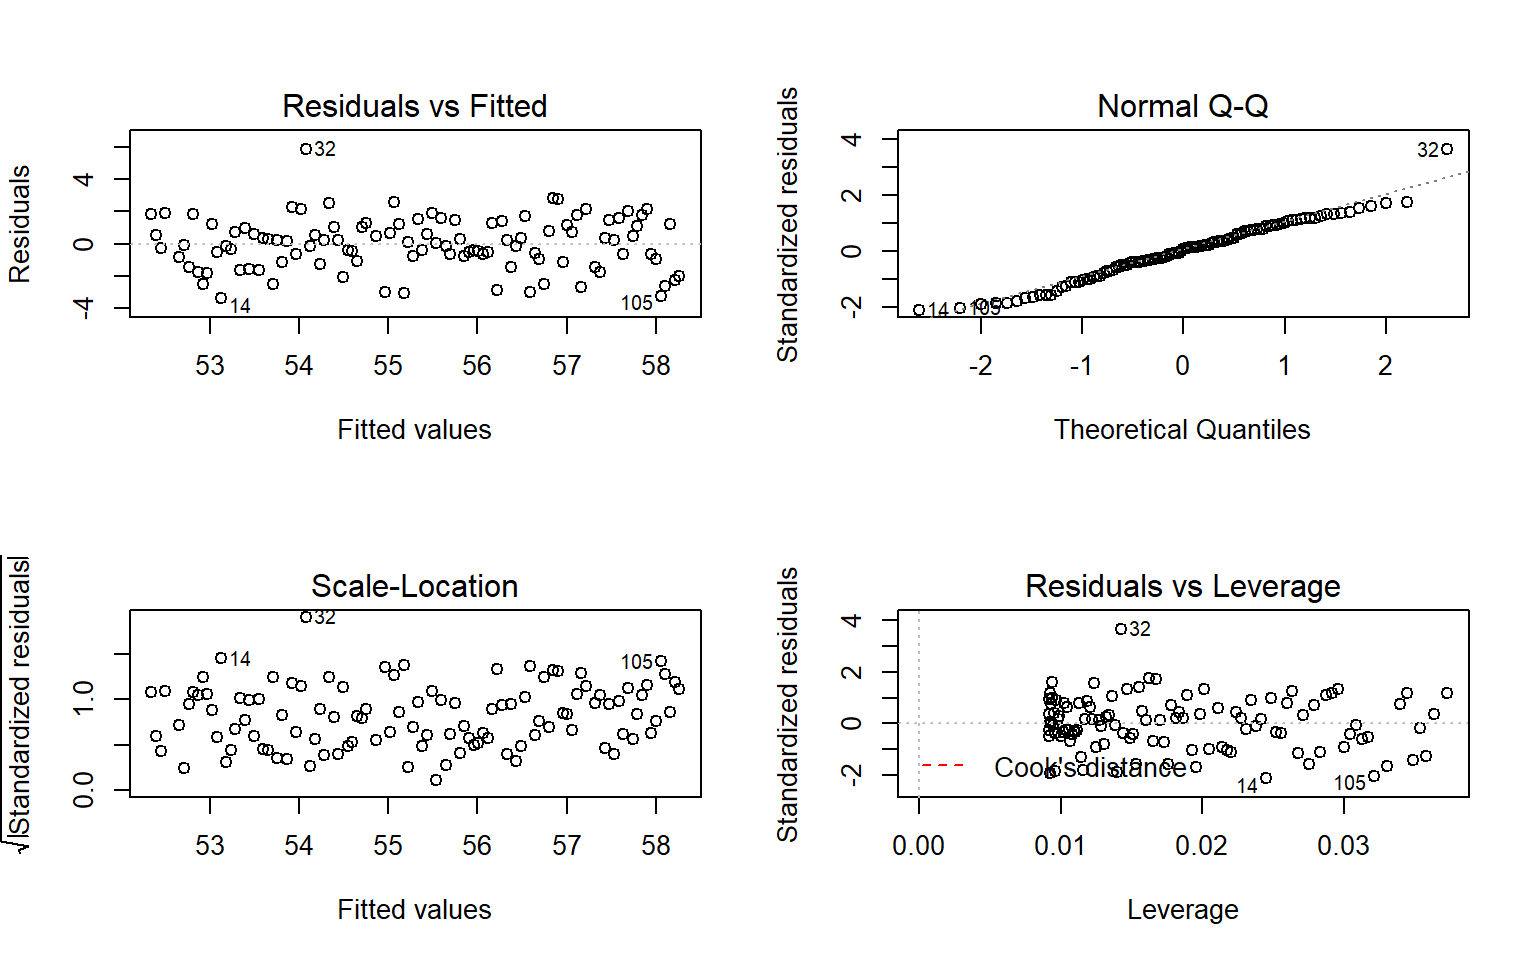 Residuals vs Fitted
Residuals
4
0
-4
32
14
105
53 54 55 56 57 58
Fitted values
Normal Q-Q
Standardized residuals
4
2
0
-2
32
14
105
-2 -1 0 1 2
Theoretical Quantiles
Scale-Location
√|Standardized residuals|
1.0
0.0
32
14
105
53 54 55 56 57 58
Fitted values
Residuals vs Leverage
Standardized residuals
4
2
0
-2
32
Cook's distance
14
105
0.00 0.01 0.02 0.03
Leverage